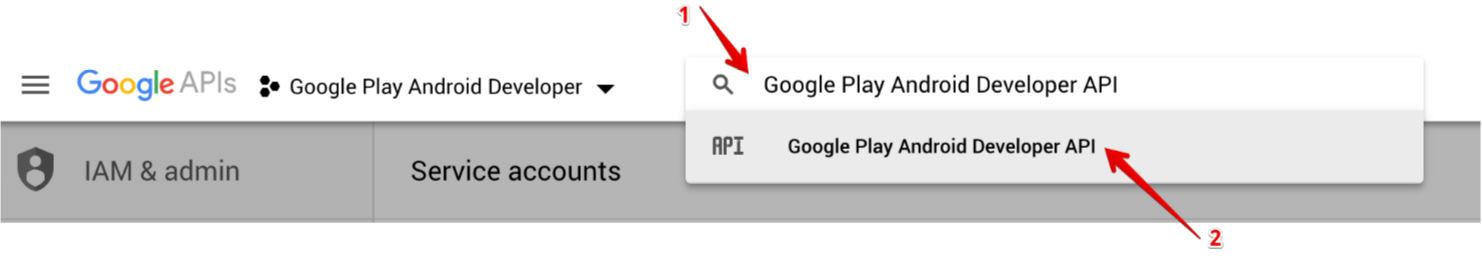 1
Google APIs Google Play Android Developer Google Play Android Developer API
API Google Play Android Developer API
IAM & admin Service accounts
2